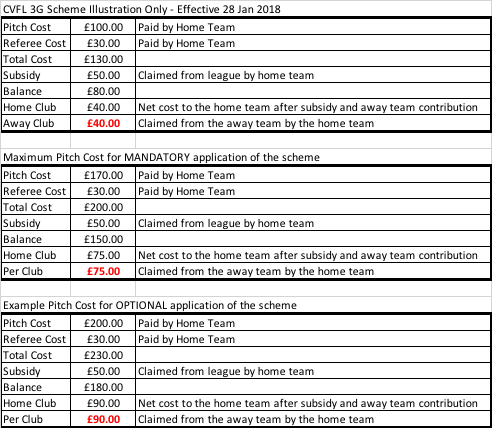 CVFL 3G Scheme Illustration Only - Effective 28 Jan 2018
Pitch Cost £100.00 Paid by Home Team
Referee Cost £30.00 Paid by Home Team
Total Cost £130.00
Subsidy £50.00 Claimed from league by home team
Balance £80.00
Home Club £40.00 Net cost to the home team after subsidy and away team contribution
Away Club £40.00 Claimed from the away team by the home team
Maximum Pitch Cost for MANDATORY application of the scheme
Pitch Cost £170.00 Paid by Home Team
Referee Cost £30.00 Paid by Home Team
Total Cost £200.00
Subsidy £50.00 Claimed from league by home team
Balance £150.00
Home Club £75.00 Net cost to the home team after subsidy and away team contribution
Per Club £75.00 Claimed from the away team by the home team
Example Pitch Cost for OPTIONAL application of the scheme
Pitch Cost £200.00 Paid by Home Team
Referee Cost £30.00 Paid by Home Team
Total Cost £230.00
Subsidy £50.00 Claimed from league by home team
Balance £180.00
Home Club £90.00 Net cost to the home team after subsidy and away team contribution
Per Club £90.00 Claimed from the away team by the home team